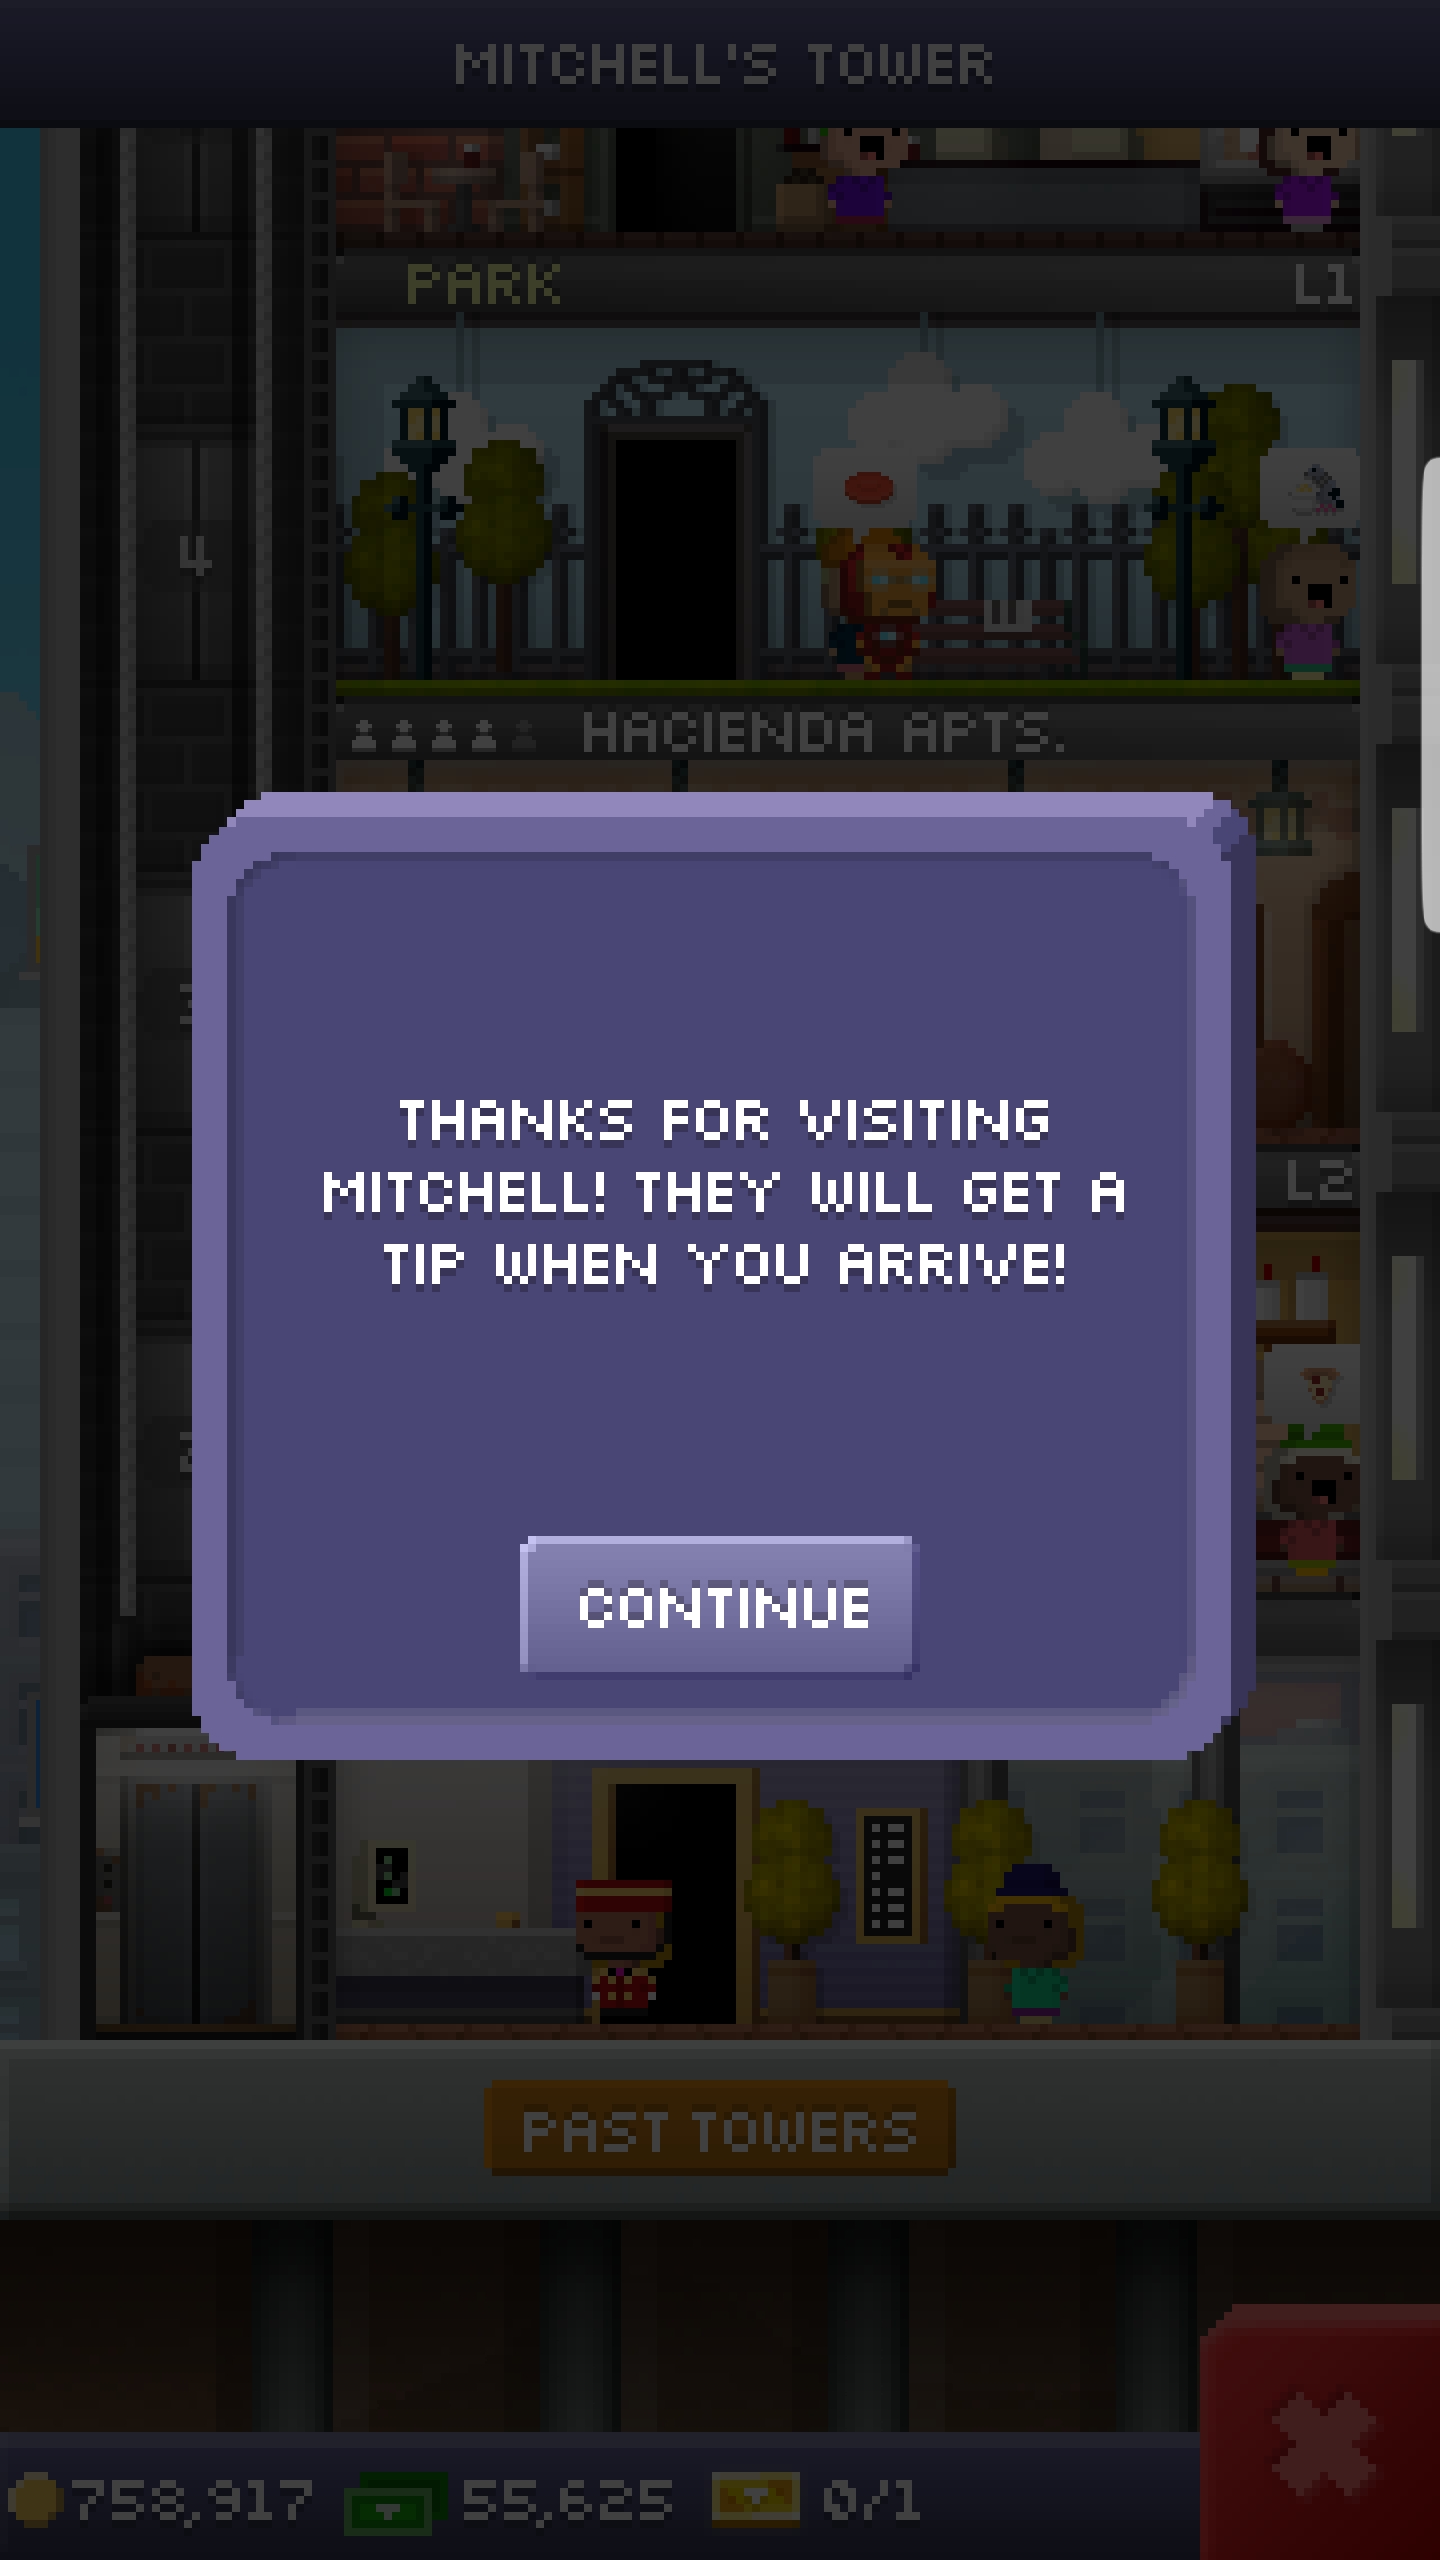 MITCHELL'S TOWER
PARK
L1
4
HACIENDA APTS.
THANKS FOR VISITING
MITCHELL! THEY WILL GET A
TIP WHEN YOU ARRIVE!
L2
CONTINUE
PAST TOWERS
758,917
55,625
0/1